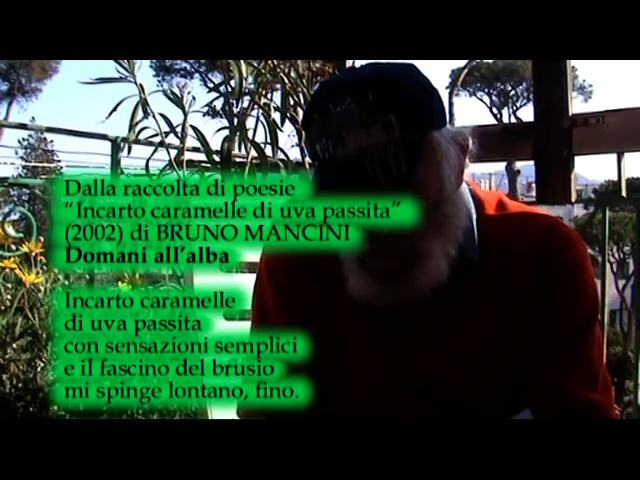 Dalla raccolta di poesie
“Incarto caramelle di uva passita”
(2002) di BRUNO MANCINI
Domani all’alba
Incarto caramelle
di uva passita
con sensazioni semplici
e il fascino del brusio
mi spinge lontano, fino.